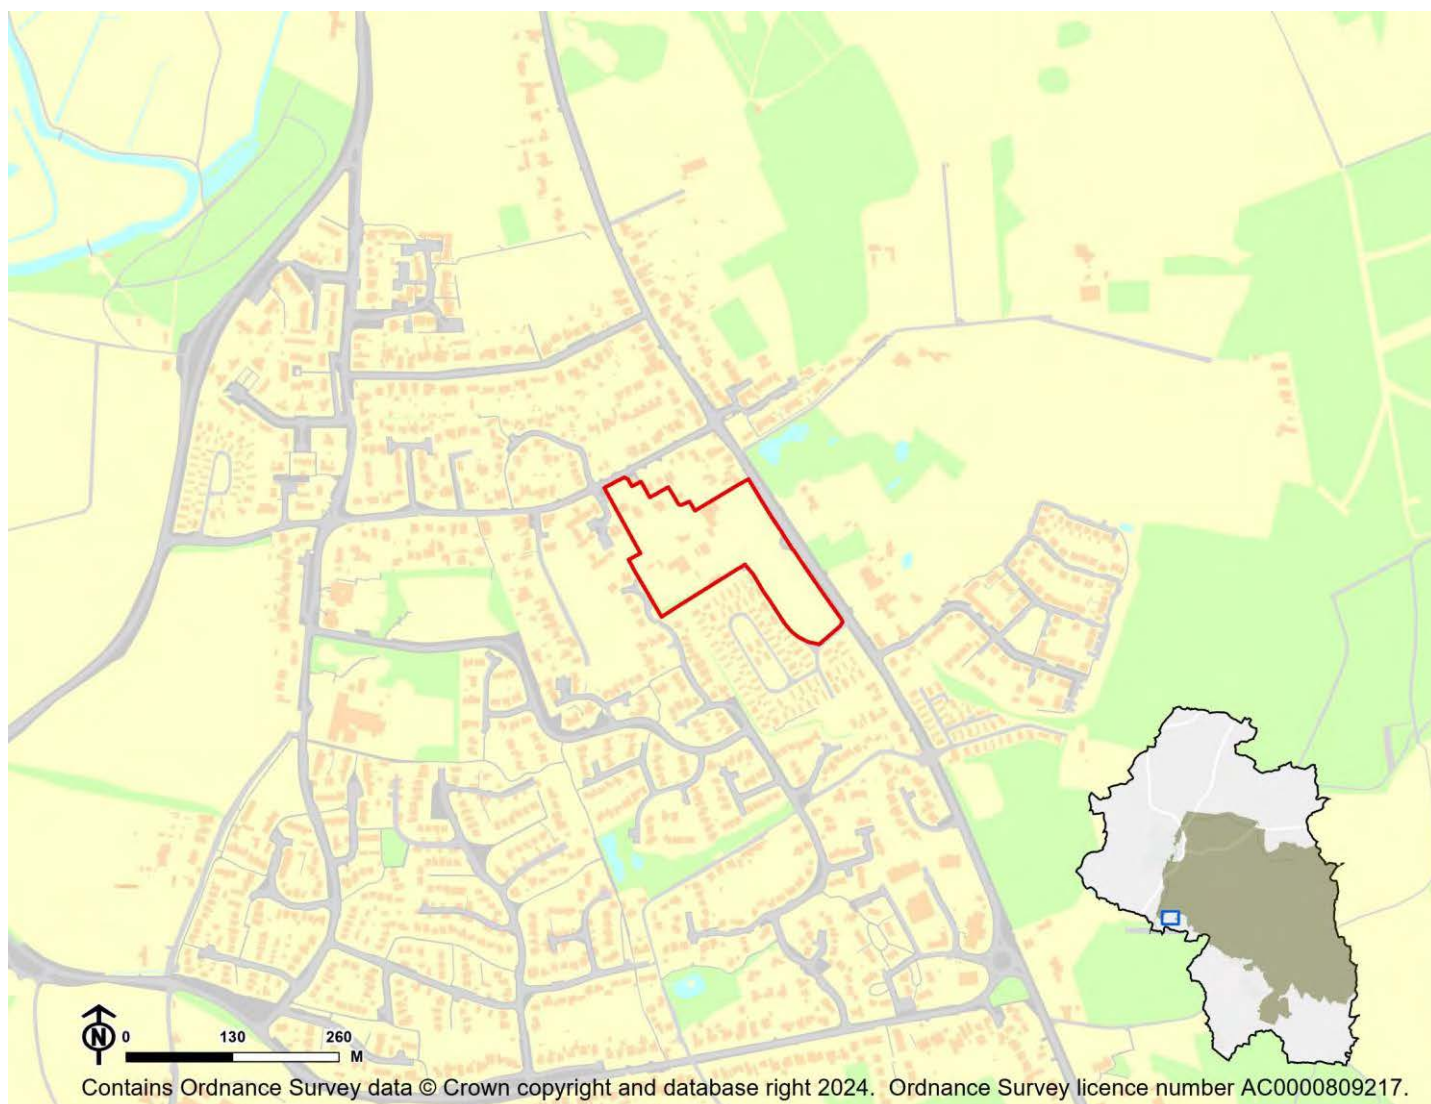 N
0 130 260
M
Contains Ordnance Survey data © Crown copyright and database right 2024. Ordnance Survey licence number AC0000809217.